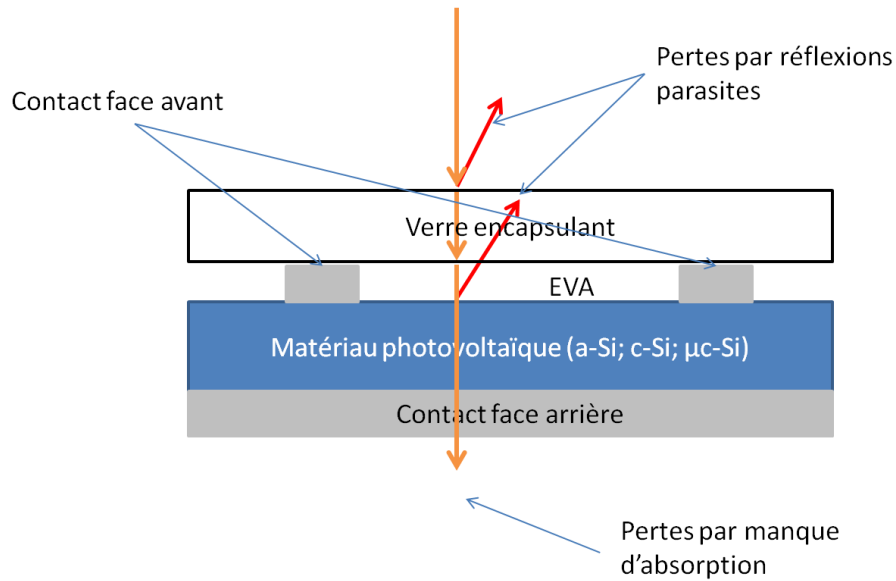 Pertes par réflexions
parasites
Contact face avant
Verre encapsulant
EVA
Matériau photovoltaïque (a-Si; c-Si; µc-Si)
Contact face arrière
Pertes par manque
d’absorption